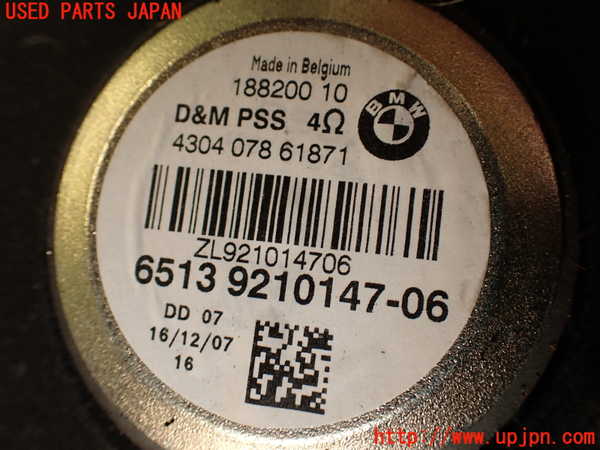 USED PARTS JAPAN
Made in Belgium
188200 10
D&M PSS 4Ω
BMW
4304 078 61871
ZL921014706
6513 9210147-06
DD 07
16/12/07
16
http://www.upjpn.com/